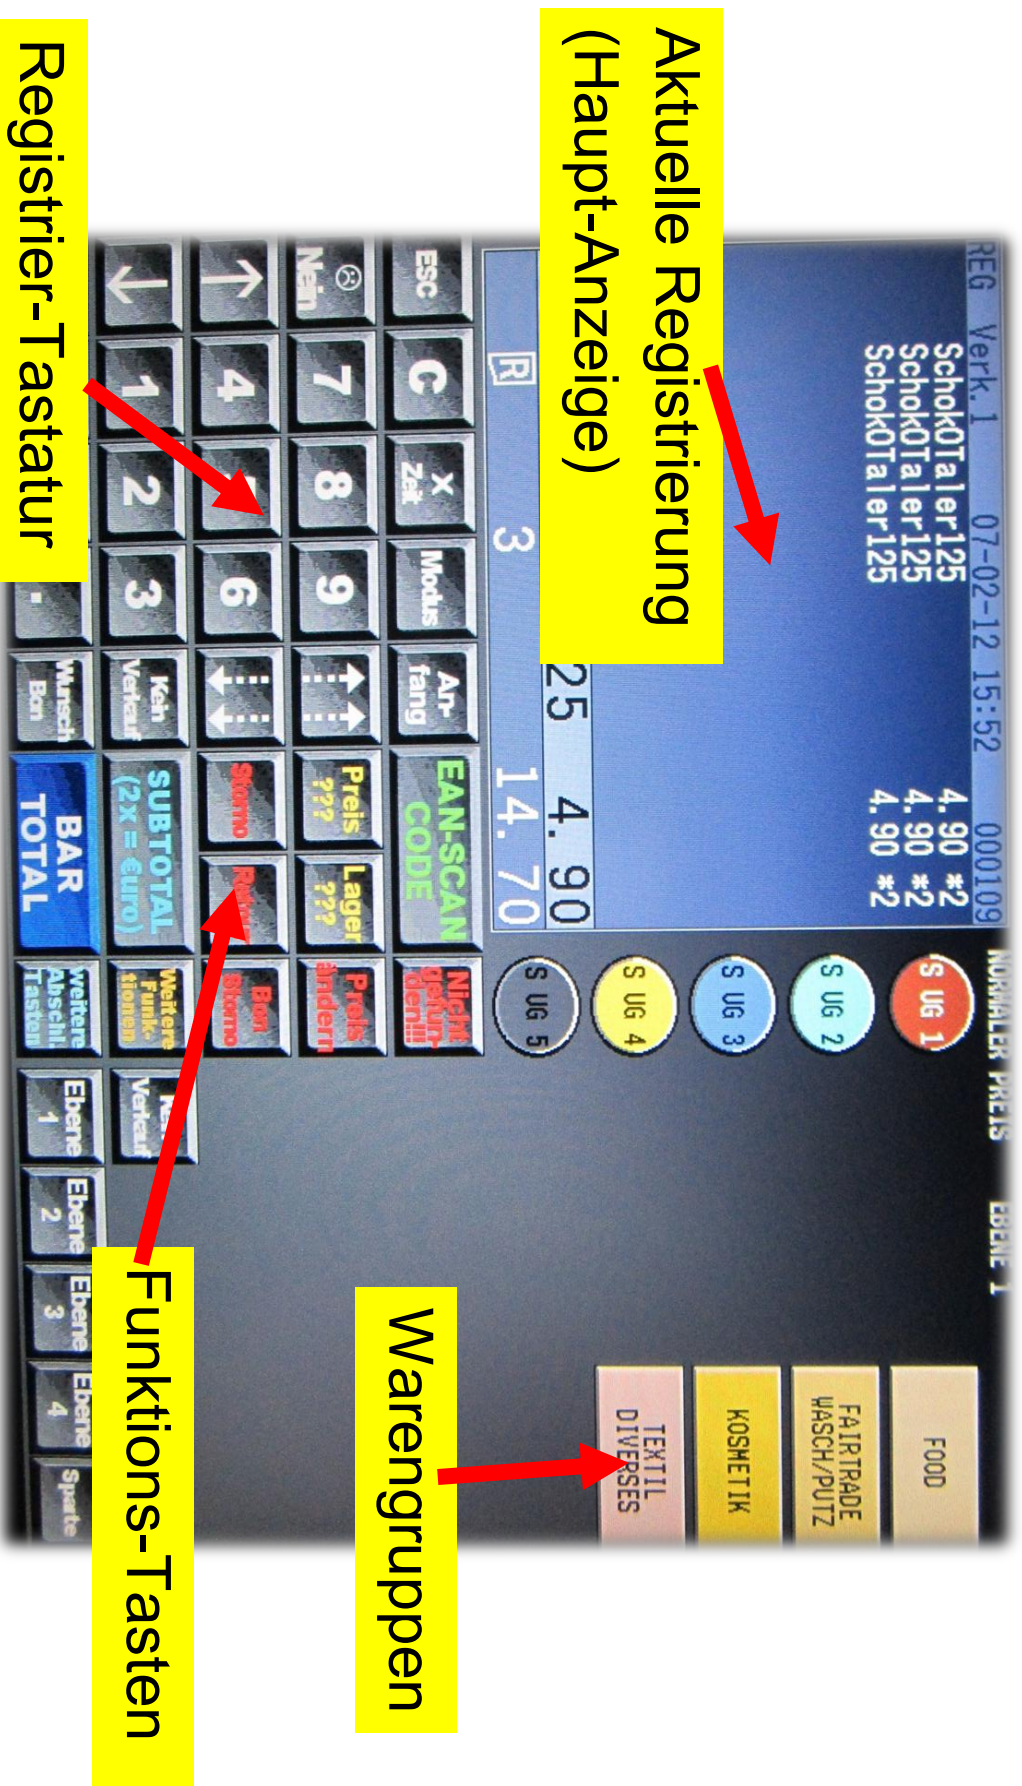 Aktuelle Registrierung
(Haupt-Anzeige)
REG Verk.1 07-02-12 15:52 000109
SchokOTaler125 4.90 *2
SchokOTaler125 4.90 *2
SchokOTaler125 4.90 *2
25 4.90
R 3 14.70
NORMALER PREIS EBENE 1
S UG 1
S UG 2
S UG 3
S UG 4
S UG 5
FOOD
FAIRTRADE
WASCH/PUTZ
KOSMETIK
TEXTIL
DIVERSES
Warengruppen
ESC
C
X
Zeit
Modus
An-
fang
EAN-SCAN
CODE
Nicht
gefun-
den!!!
Nein
7
8
9
Preis
???
Lager
???
Preis
ändern
4
6
Storno
Bon
Storno
1
2
3
Kein
Verkauf
SUBTOTAL
(2x = €uro)
Weitere
Funk-
tionen
Verkauf
.
Wunsch
Bon
BAR
TOTAL
weitere
Abschl.
Tasten
Ebene
1
Ebene
2
Ebene
3
Ebene
4
Sparte
Registrier-Tastatur
Funktions-Tasten